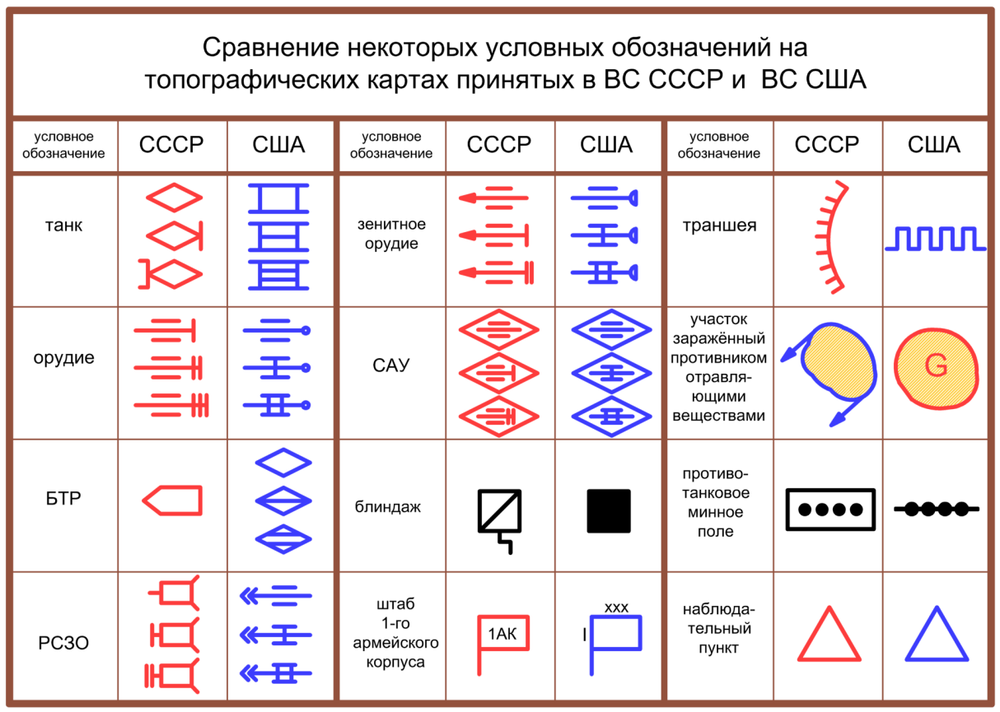 Сравнение некоторых условных обозначений на
топографических картах принятых в ВС СССР и ВС США
условное
обозначение
СССР
США
условное
обозначение
СССР
США
условное
обозначение
СССР
США
танк
зенитное
орудие
траншея
орудие
САУ
участок
заражённый
противником
отравля-
ющими
веществами
G
БТР
блиндаж
противо-
танковое
минное
поле
РСЗО
штаб
1-го
армейского
корпуса
1АК
xxx
I
наблюда-
тельный
пункт